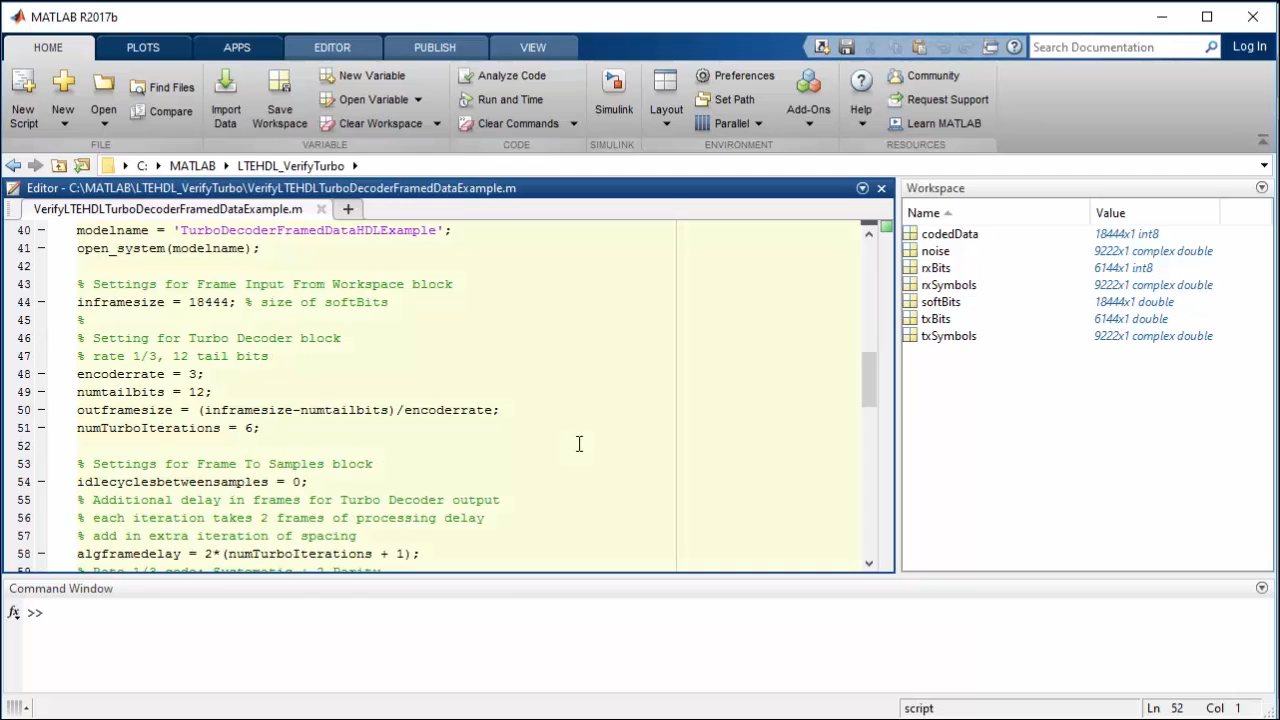 MATLAB R2017b
HOME PLOTS APPS EDITOR PUBLISH VIEW Search Documentation Log In
New Script New Open Find Files Compare Import Data Save Workspace New Variable Open Variable Clear Workspace Analyze Code Run and Time Clear Commands Simulink Layout Preferences Set Path Parallel Add-Ons Help Community Request Support Learn MATLAB
FILE VARIABLE CODE SIMULINK ENVIRONMENT RESOURCES
C: MATLAB LTEHDL_VerifyTurbo
Editor - C:\MATLAB\LTEHDL_VerifyTurbo\VerifyLTEHDLTurboDecoderFramedDataExample.m
VerifyLTEHDLTurboDecoderFramedDataExample.m
40 – modelname = 'TurboDecoderFramedDataHDLExample';
41 – open_system(modelname);
42
43 % Settings for Frame Input From Workspace block
44 – inframesize = 18444; % size of softBits
45 %
46 % Setting for Turbo Decoder block
47 % rate 1/3, 12 tail bits
48 – encoderrate = 3;
49 – numtailbits = 12;
50 – outframesize = (inframesize-numtailbits)/encoderrate;
51 – numTurboIterations = 6;
52
53 % Settings for Frame To Samples block
54 – idlecyclesbetweensamples = 0;
55 % Additional delay in frames for Turbo Decoder output
56 % each iteration takes 2 frames of processing delay
57 % add in extra iteration of spacing
58 – algframedelay = 2*(numTurboIterations + 1);
59 % Rate 1/3 code: Systematic + 2 Parity
Workspace
Name Value
codedData 18444x1 int8
noise 9222x1 complex double
rxBits 6144x1 int8
rxSymbols 9222x1 complex double
softBits 18444x1 double
txBits 6144x1 double
txSymbols 9222x1 complex double
Command Window
fx >>
script Ln 52 Col 1